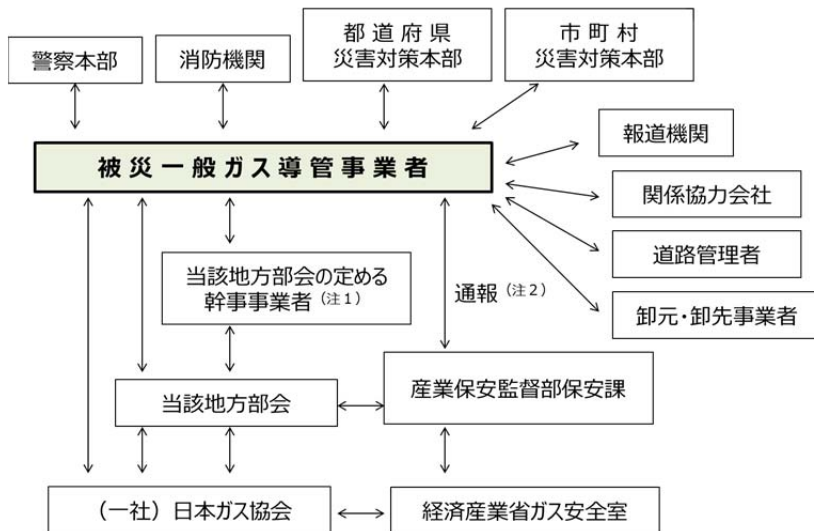 警察本部
消防機関
都道府県
災害対策本部
市町村
災害対策本部
報道機関
被災一般ガス導管事業者
関係協力会社
道路管理者
卸元・卸先事業者
当該地方部会の定める
幹事事業者（注１）
通報（注２）
当該地方部会
産業保安監督部保安課
（一社）日本ガス協会
経済産業省ガス安全室